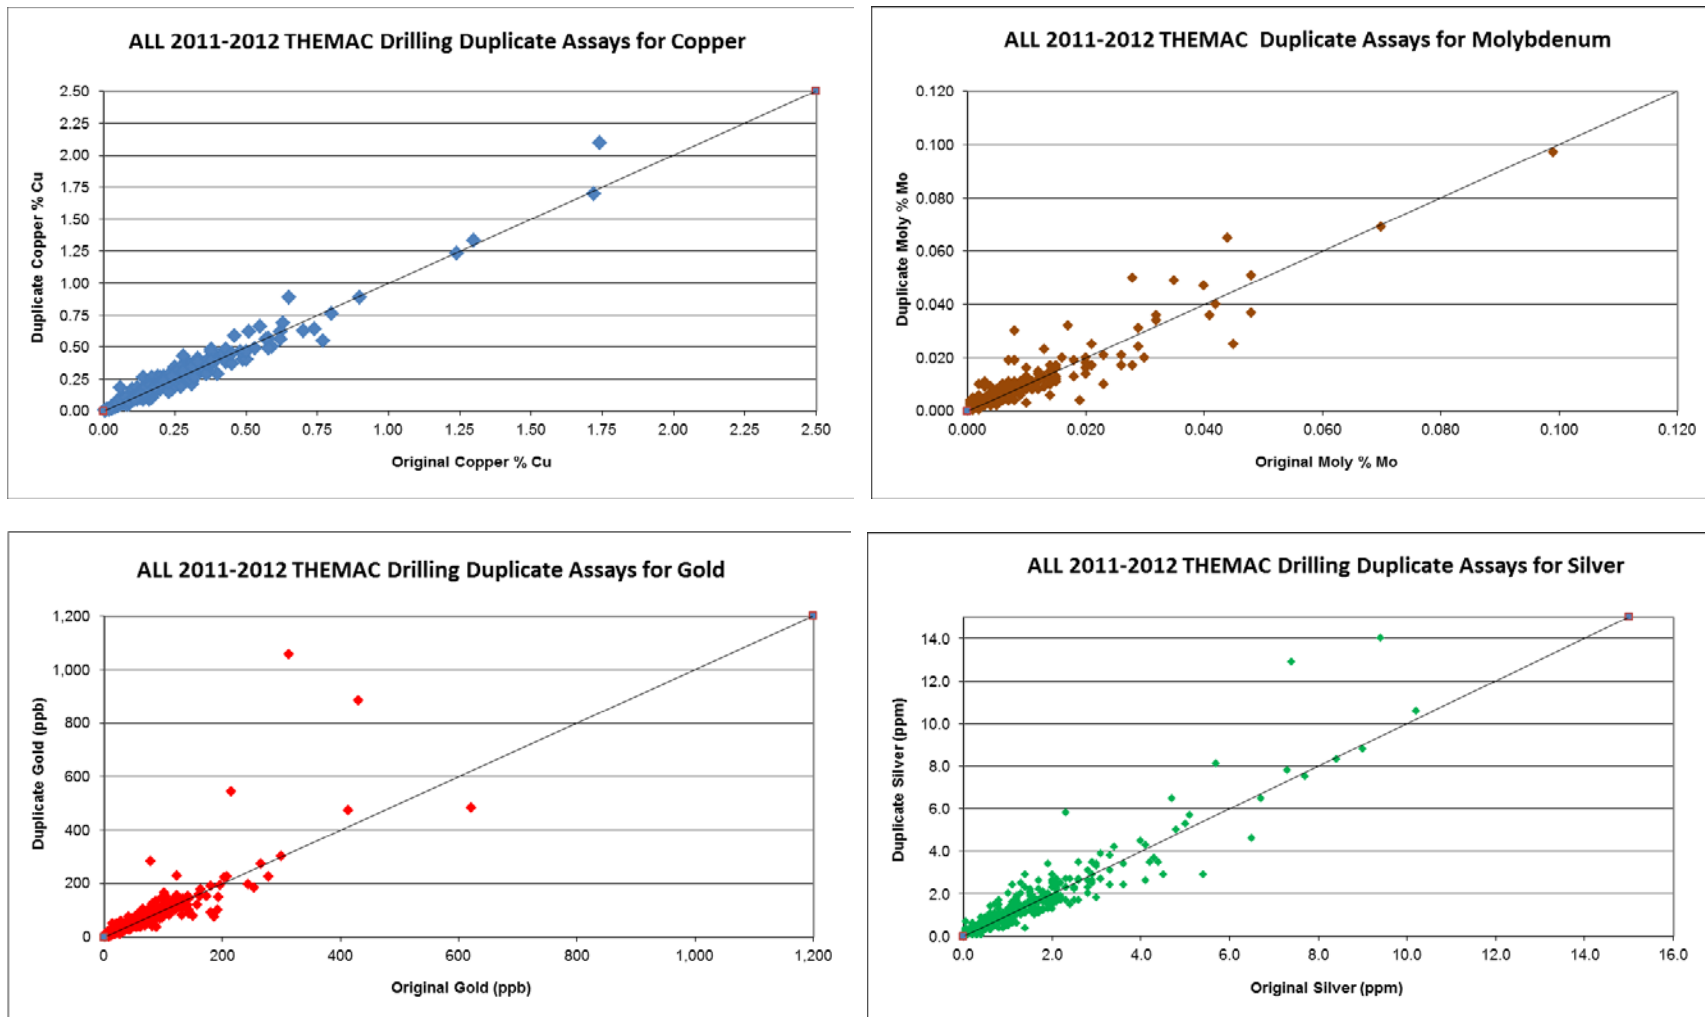 ALL 2011-2012 THEMAC Drilling Duplicate Assays for Copper
Duplicate Copper % Cu
2.50
2.25
2.00
1.75
1.50
1.25
1.00
0.75
0.50
0.25
0.00
0.00 0.25 0.50 0.75 1.00 1.25 1.50 1.75 2.00 2.25 2.50
Original Copper % Cu
ALL 2011-2012 THEMAC Duplicate Assays for Molybdenum
Duplicate Moly % Mo
0.120
0.100
0.080
0.060
0.040
0.020
0.000
0.000 0.020 0.040 0.060 0.080 0.100 0.120
Original Moly % Mo
ALL 2011-2012 THEMAC Drilling Duplicate Assays for Gold
Duplicate Gold (ppb)
1,200
1,000
800
600
400
200
0
0 200 400 600 800 1,000 1,200
Original Gold (ppb)
ALL 2011-2012 THEMAC Drilling Duplicate Assays for Silver
Duplicate Silver (ppm)
14.0
12.0
10.0
8.0
6.0
4.0
2.0
0.0
0.0 2.0 4.0 6.0 8.0 10.0 12.0 14.0 16.0
Original Silver (ppm)